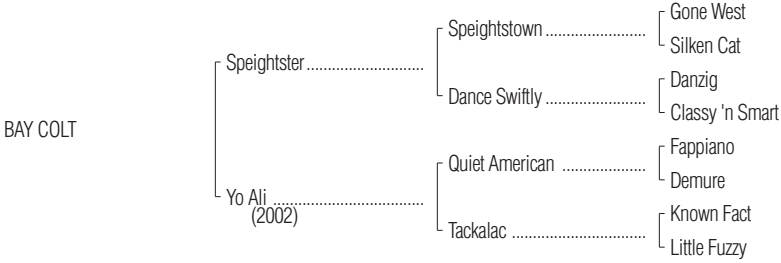 Gone West
Speightstown ........................
Silken Cat
Speightster ............................
Danzig
Dance Swiftly ........................
Classy 'n Smart
BAY COLT
Fappiano
Quiet American ....................
Demure
Yo Ali ....................................
(2002)
Known Fact
Tackalac ................................
Little Fuzzy